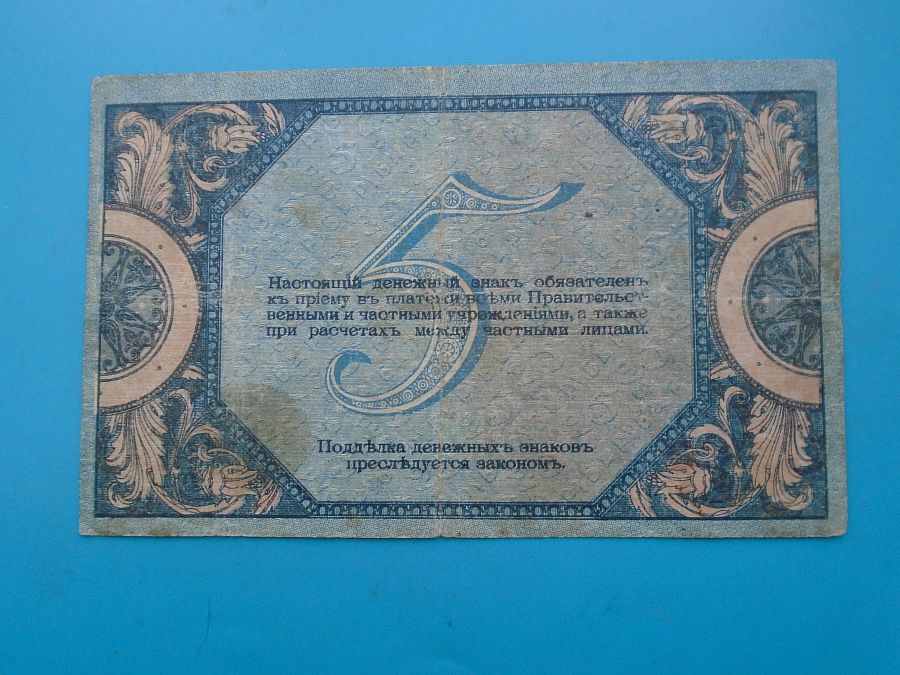 5
Настоящій денежный знакъ обязателенъ
къ пріему въ платежи всѣми Правительст-
венными и частными учрежденіями, а также
при расчетахъ между частными лицами.
Поддѣлка денежныхъ знаковъ
преслѣдуется закономъ.